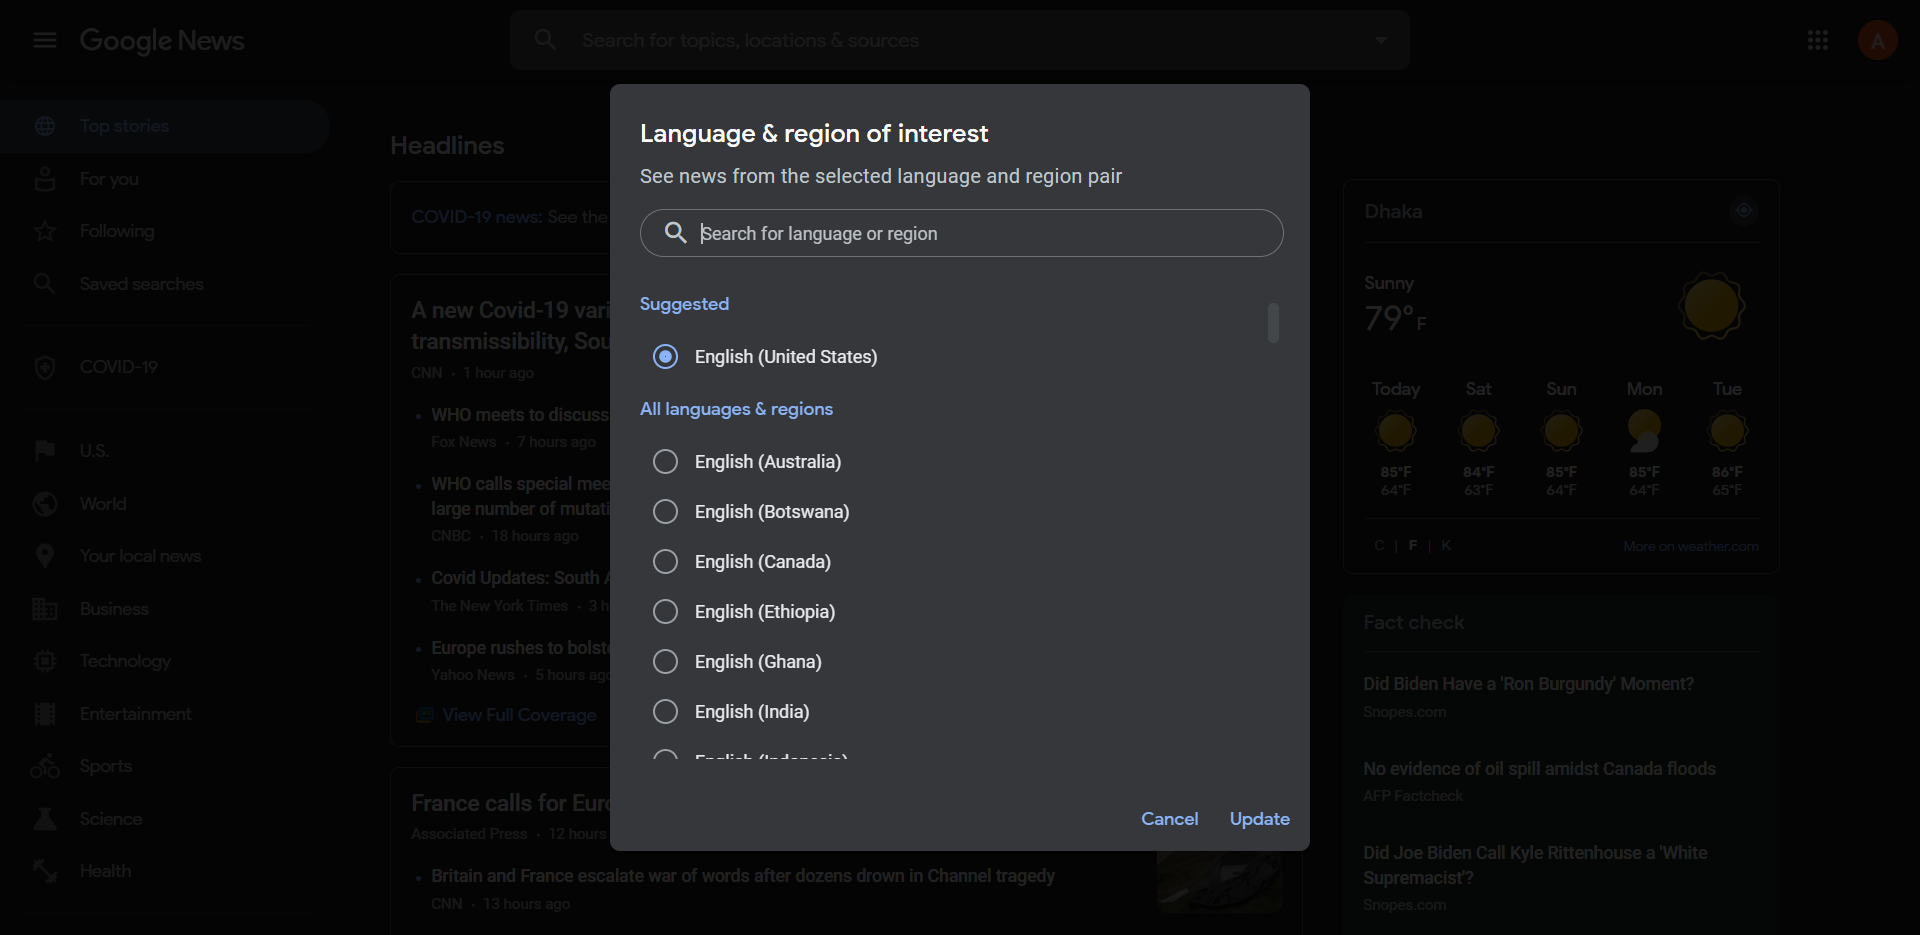 Google News
Search for topics, locations & sources
A
Top stories
For you
Following
Saved searches
COVID-19
U.S.
World
Your local news
Business
Technology
Entertainment
Sports
Science
Health
Headlines
COVID-19 news: See the
A new Covid-19 vari
transmissibility, Sou
CNN • 1 hour ago
• WHO meets to discuss
Fox News • 7 hours ago
• WHO calls special mee
large number of mutati
CNBC • 18 hours ago
• Covid Updates: South A
The New York Times • 3 h
• Europe rushes to bolste
Yahoo News • 5 hours ago
View Full Coverage
France calls for Euro
Associated Press • 12 hours
• Britain and France escalate war of words after dozens drown in Channel tragedy
CNN • 13 hours ago
Language & region of interest
See news from the selected language and region pair
Search for language or region
Suggested
English (United States)
All languages & regions
English (Australia)
English (Botswana)
English (Canada)
English (Ethiopia)
English (Ghana)
English (India)
English (Indonesia)
Cancel Update
Dhaka
Sunny
79° F
Today Sat Sun Mon Tue
85°F 84°F 85°F 85°F 86°F
64°F 63°F 64°F 64°F 65°F
C | F | K More on weather.com
Fact check
Did Biden Have a 'Ron Burgundy' Moment?
Snopes.com
No evidence of oil spill amidst Canada floods
AFP Factcheck
Did Joe Biden Call Kyle Rittenhouse a 'White
Supremacist'?
Snopes.com